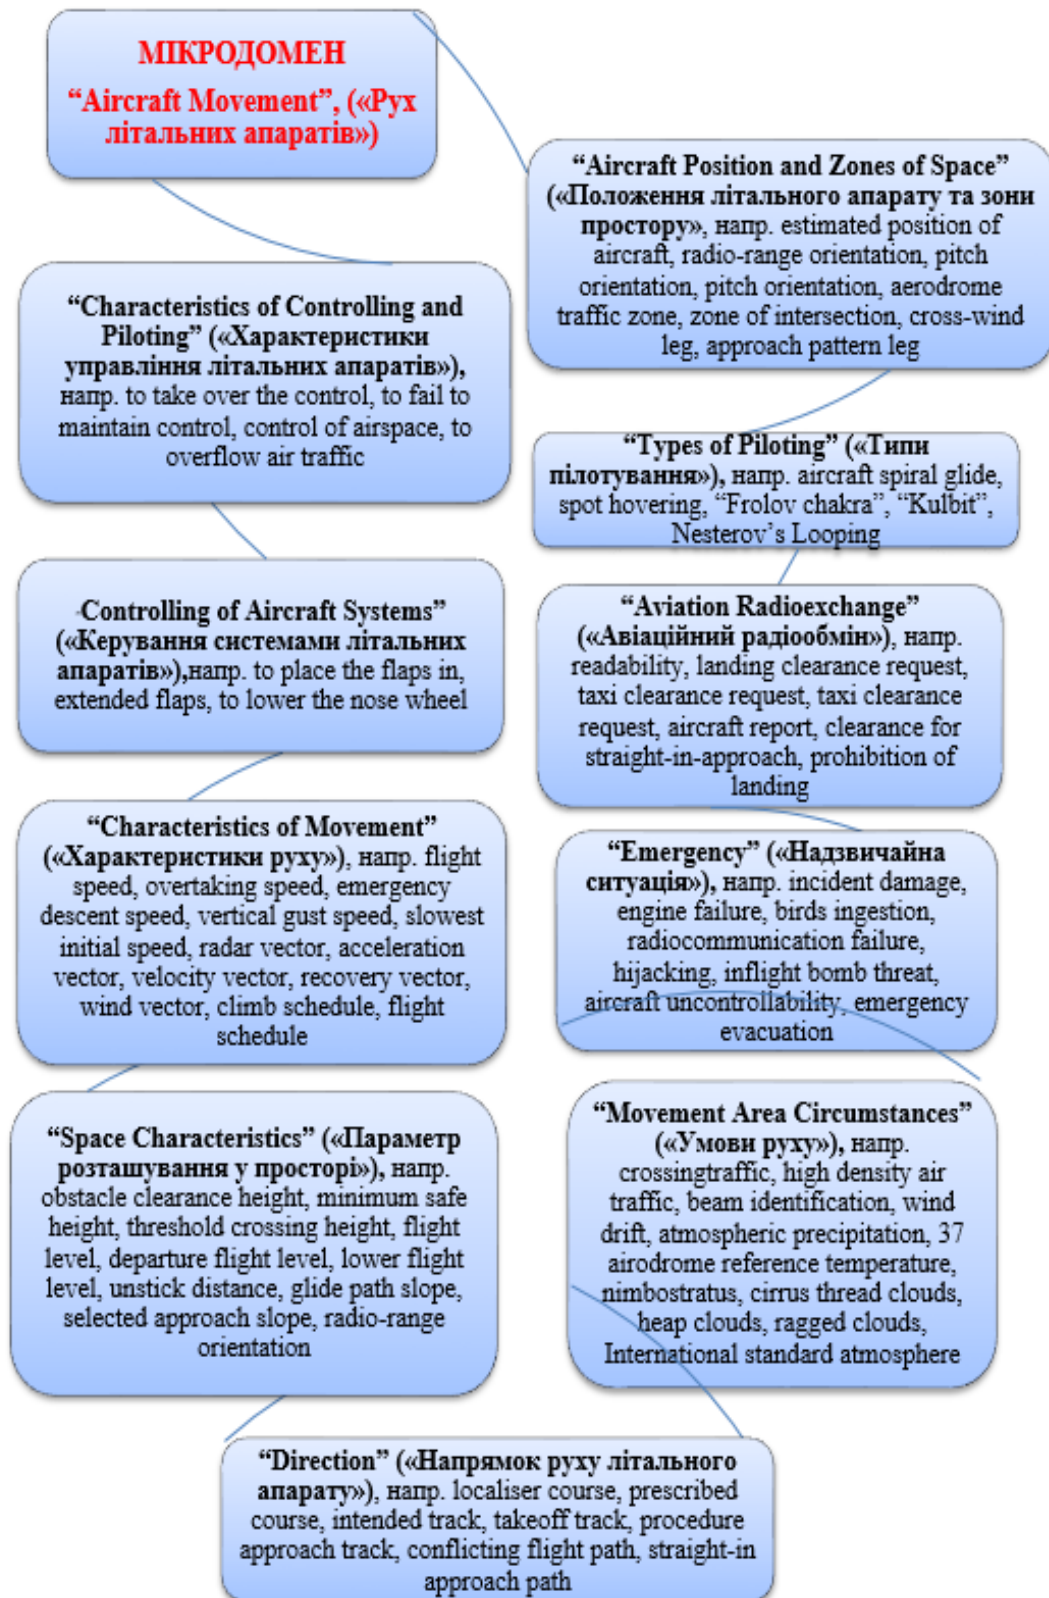 МІКРОДОМЕН
“Aircraft Movement”, («Рух
літальних апаратів»)
“Characteristics of Controlling and
Piloting” («Характеристики
управління літальних апаратів»),
напр. to take over the control, to fail to
maintain control, control of airspace, to
overflow air traffic
Controlling of Aircraft Systems”
(«Керування системами літальних
апаратів»),напр. to place the flaps in,
extended flaps, to lower the nose wheel
“Characteristics of Movement”
(«Характеристики руху»), напр. flight
speed, overtaking speed, emergency
descent speed, vertical gust speed, slowest
initial speed, radar vector, acceleration
vector, velocity vector, recovery vector,
wind vector, climb schedule, flight
schedule
“Space Characteristics” («Параметр
розташування у просторі»), напр.
obstacle clearance height, minimum safe
height, threshold crossing height, flight
level, departure flight level, lower flight
level, unstick distance, glide path slope,
selected approach slope, radio-range
orientation
“Aircraft Position and Zones of Space”
(«Положення літального апарату та зони
простору», напр. estimated position of
aircraft, radio-range orientation, pitch
orientation, pitch orientation, aerodrome
traffic zone, zone of intersection, cross-wind
leg, approach pattern leg
“Types of Piloting” («Типи
пілотування»), напр. aircraft spiral glide,
spot hovering, “Frolov chakra”, “Kulbit”,
Nesterov’s Looping
“Aviation Radioexchange”
(«Авіаційний радіообмін»), напр.
readability, landing clearance request,
taxi clearance request, taxi clearance
request, aircraft report, clearance for
straight-in-approach, prohibition of
landing
“Emergency” («Надзвичайна
ситуація»), напр. incident damage,
engine failure, birds ingestion,
radiocommunication failure,
hijacking, inflight bomb threat,
aircraft uncontrollability, emergency
evacuation
“Movement Area Circumstances”
(«Умови руху»), напр.
crossingtraffic, high density air
traffic, beam identification, wind
drift, atmospheric precipitation, 37
airodrome reference temperature,
nimbostratus, cirrus thread clouds,
heap clouds, ragged clouds,
International standard atmosphere
“Direction” («Напрямок руху літального
апарату»), напр. localiser course, prescribed
course, intended track, takeoff track, procedure
approach track, conflicting flight path, straight-in
approach path